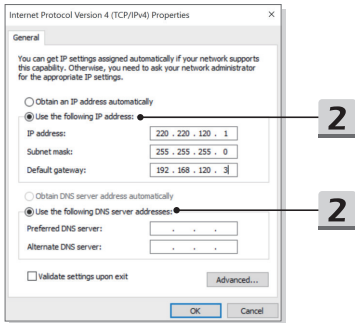 Internet Protocol Version 4 (TCP/IPv4) Properties
General
You can get IP settings assigned automatically if your network supports
this capability. Otherwise, you need to ask your network administrator
for the appropriate IP settings.
Obtain an IP address automatically
Use the following IP address:
2
IP address: 220 . 220 . 120 . 1
Subnet mask: 255 . 255 . 255 . 0
Default gateway: 192 . 168 . 120 . 3
Obtain DNS server address automatically
Use the following DNS server addresses:
2
Preferred DNS server: . . .
Alternate DNS server: . . .
Validate settings upon exit
Advanced...
OK Cancel